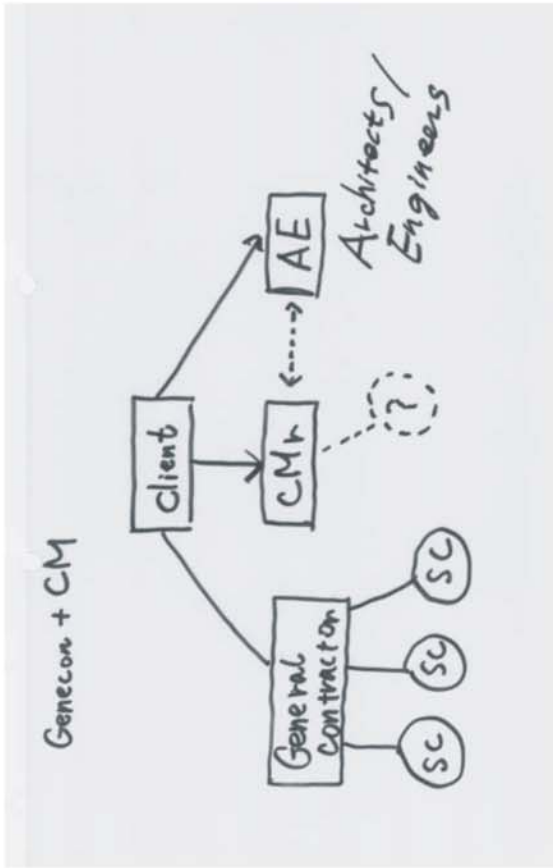 Genecon + CM
Client
General
Contractor
CMr
AE
Architects/
Engineers
SC
SC
SC
?